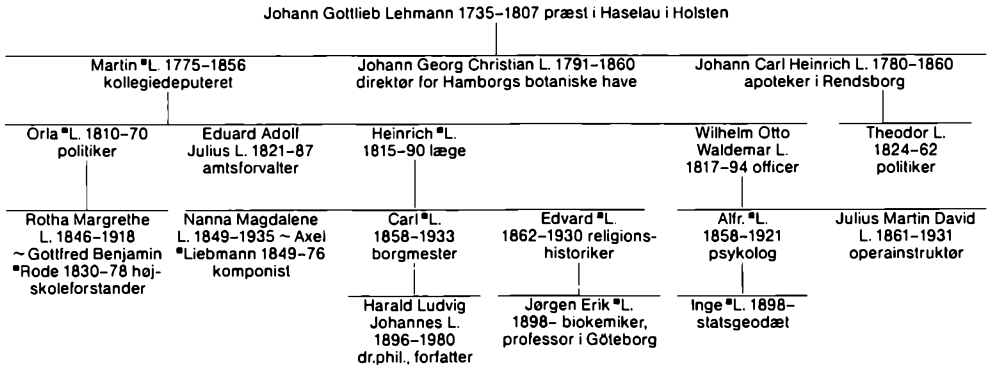 Johann Gottlieb Lehmann 1735–1807 præst i Haselau i Holsten
Martin *L. 1775–1856
kollegiedeputeret
Johann Georg Christian L. 1791–1860
direktør for Hamborgs botaniske have
Johann Carl Heinrich L. 1780–1860
apoteker i Rendsborg
Orla *L. 1810–70
politiker
Eduard Adolf
Julius L. 1821–87
amtsforvalter
Heinrich *L.
1815–90 læge
Wilhelm Otto
Waldemar L.
1817–94 officer
Theodor L.
1824–62
politiker
Rotha Margrethe
L. 1846–1918
~Gottfred Benjamin
*Rode 1830–78 høj-
skoleforstander
Nanna Magdalene
L. 1849–1935 ~ Axel
*Liebmann 1849–76
komponist
Carl *L.
1858–1933
borgmester
Edvard *L.
1862–1930 religions-
historiker
Alfr. *L.
1858–1921
psykolog
Julius Martin David
L. 1861–1931
operainstruktør
Harald Ludvig
Johannes L.
1896–1980
dr.phil., forfatter
Jørgen Erik *L.
1898– biokemiker,
professor i Göteborg
Inge *L. 1898–
statsgeodæt